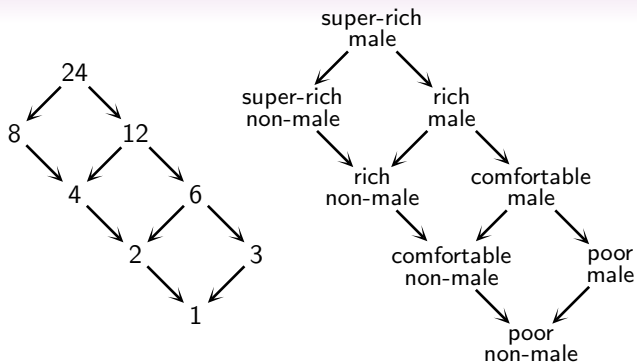 24
8
12
4
6
2
3
1
super-rich
male
super-rich
non-male
rich
male
rich
non-male
comfortable
male
comfortable
non-male
poor
male
poor
non-male